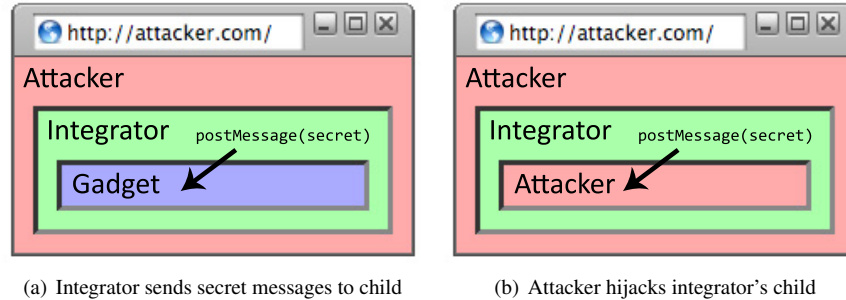 http://attacker.com/
Attacker
Integrator postMessage(secret)
Gadget
(a) Integrator sends secret messages to child
http://attacker.com/
Attacker
Integrator postMessage(secret)
Attacker
(b) Attacker hijacks integrator's child